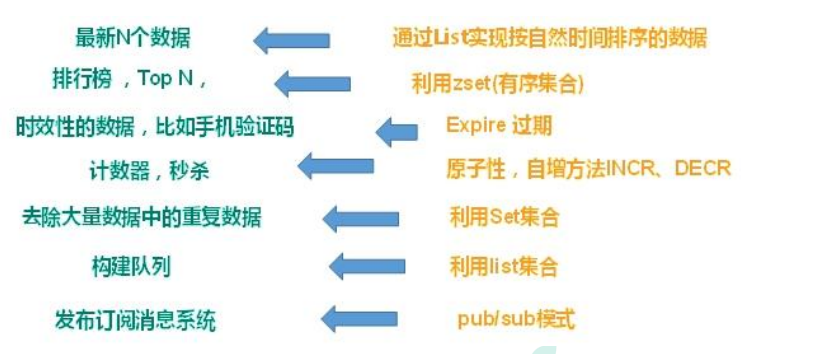 最新N个数据 通过List实现按自然时间排序的数据
排行榜，Top N， 利用zset(有序集合)
时效性的数据，比如手机验证码 Expire 过期
计数器，秒杀 原子性，自增方法INCR、DECR
去除大量数据中的重复数据 利用Set集合
构建队列 利用list集合
发布订阅消息系统 pub/sub模式